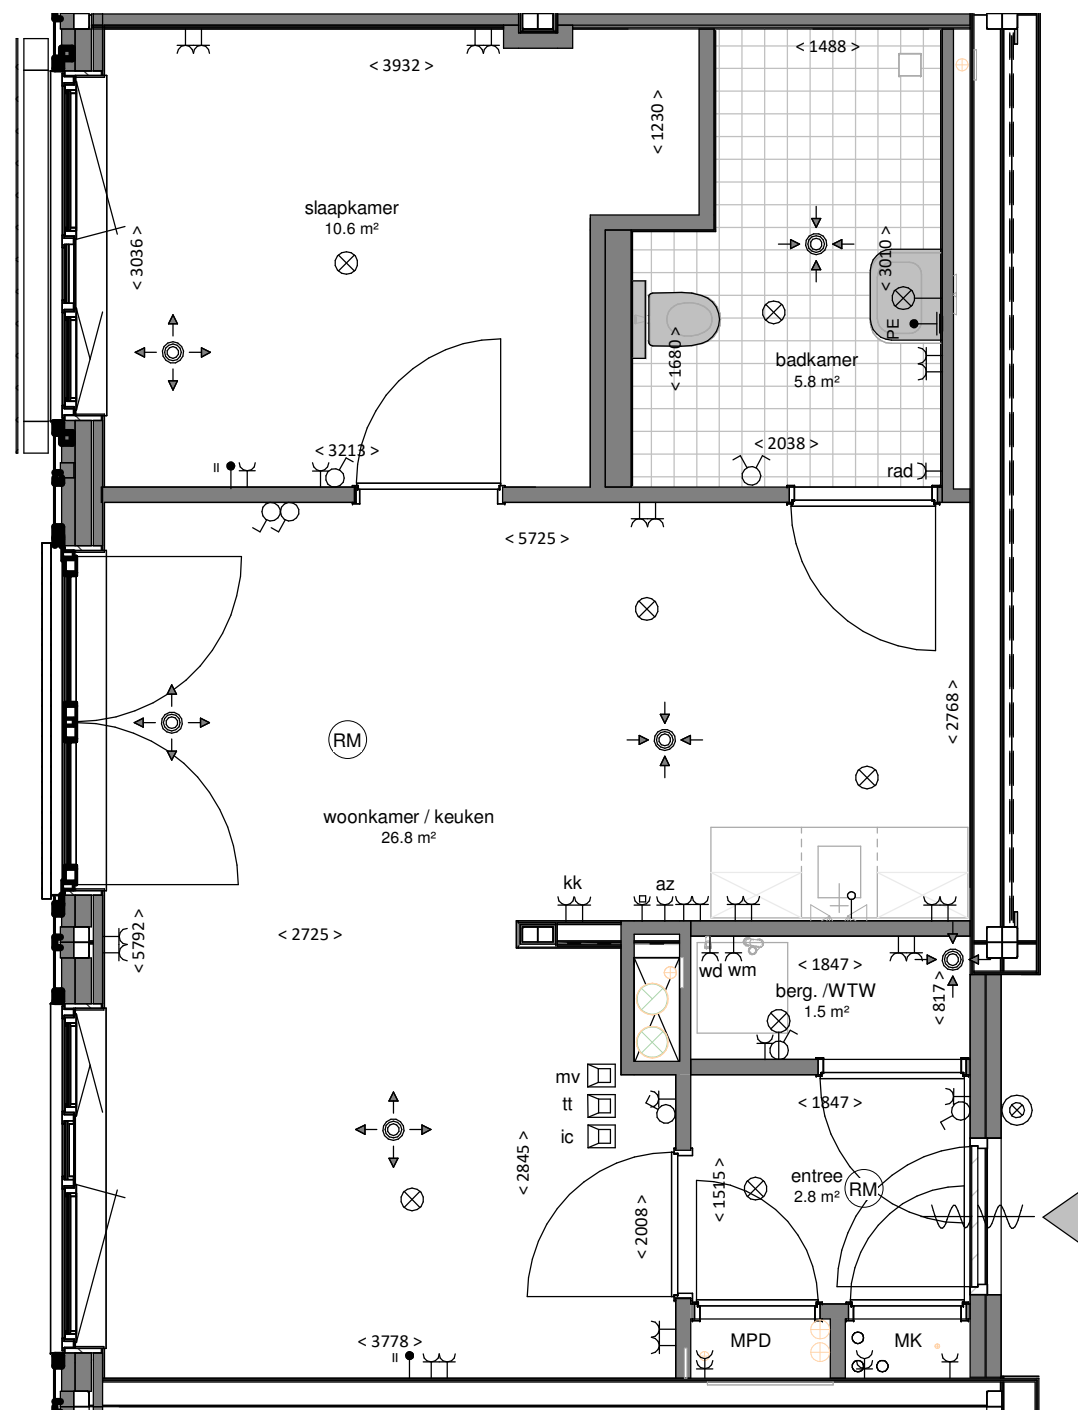 < 3932 >
< 1488 >
< 1230 >
slaapkamer
10.6 m²
< 3036 >
< 3010 >
PE
< 1680 >
badkamer
5.8 m²
< 3213 >
< 2038 >
II
rad
< 5725 >
< 2768 >
RM
woonkamer / keuken
26.8 m²
kk
az
< 5792 >
< 2725 >
wd wm
< 1847 >
berg. /WTW
1.5 m²
< 817 >
mv
tt
ic
< 1847 >
< 2845 >
< 1515 >
entree
2.8 m²
RM
< 2008 >
< 3778 >
II
MPD
MK